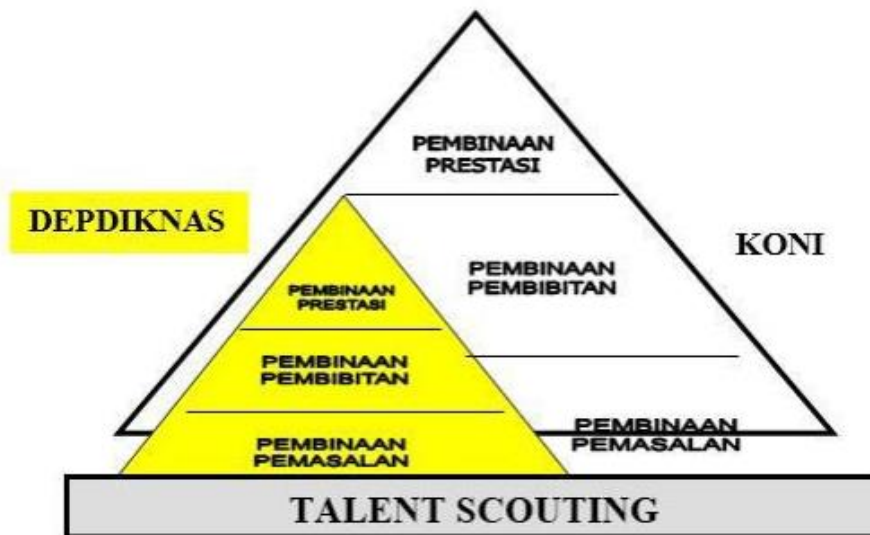 PEMBINAAN
PRESTASI
DEPDIKNAS
KONI
PEMBINAAN
PEMBIBITAN
PEMBINAAN
PRESTASI
PEMBINAAN
PEMBIBITAN
PEMBINAAN
PEMASALAN
PEMBINAAN
PEMASALAN
TALENT SCOUTING